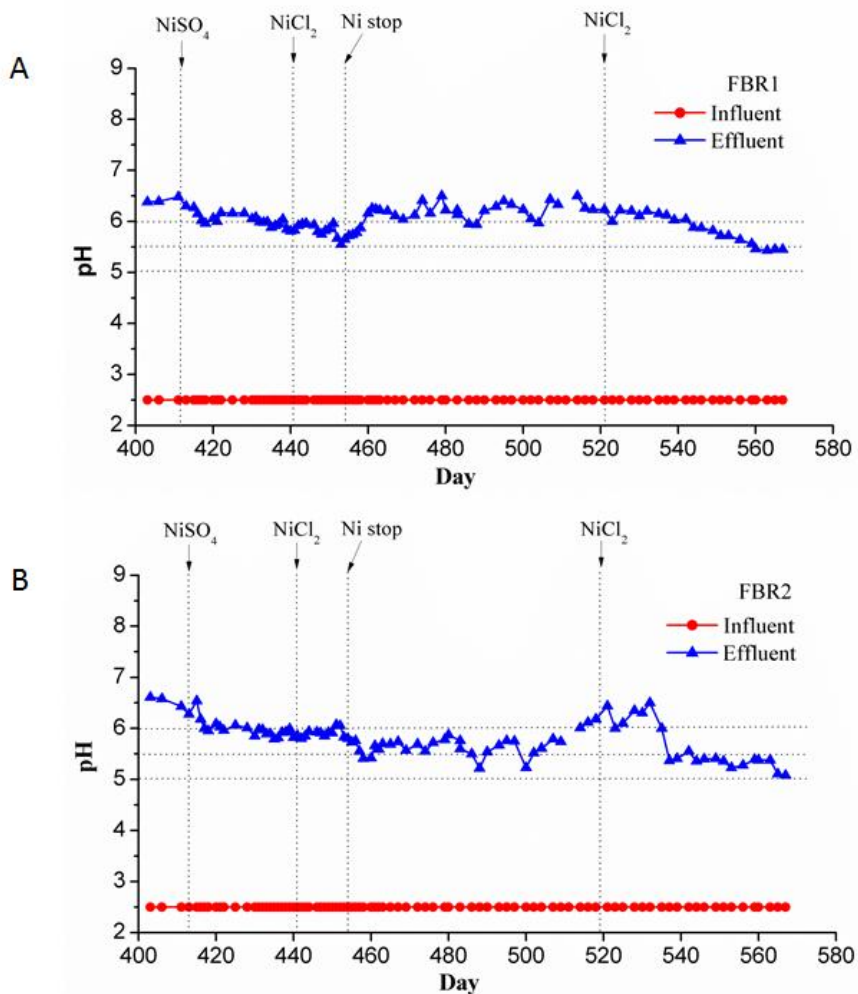 NiSO₄ NiCl₂ Ni stop NiCl₂
A
9
8
7
6
5
4
3
2
pH
FBR1
Influent
Effluent
400 420 440 460 480 500 520 540 560 580
Day
NiSO₄ NiCl₂ Ni stop NiCl₂
B
9
8
7
6
5
4
3
2
pH
FBR2
Influent
Effluent
400 420 440 460 480 500 520 540 560 580
Day